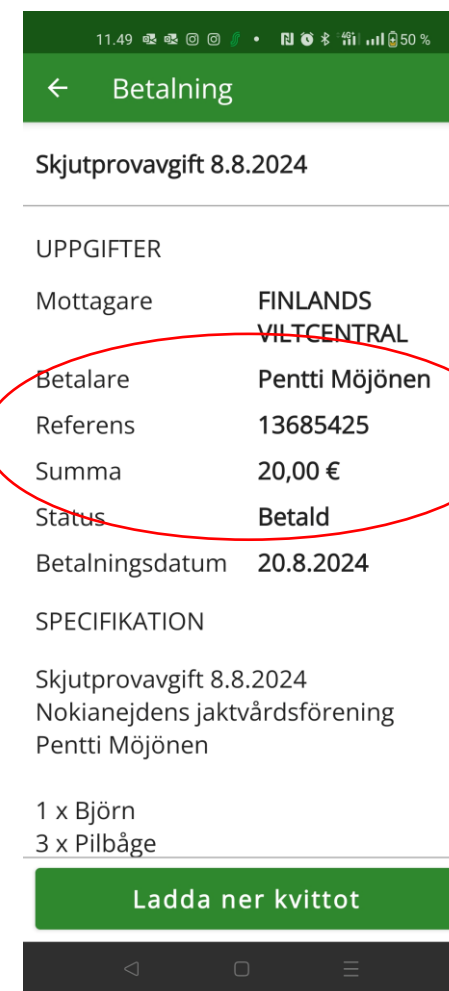 11.49 50 %
Betalning
Skjutprovavgift 8.8.2024
UPPGIFTER
Mottagare FINLANDS
VILTCENTRAL
Betalare Pentti Möjönen
Referens 13685425
Summa 20,00 €
Status Betald
Betalningsdatum 20.8.2024
SPECIFIKATION
Skjutprovavgift 8.8.2024
Nokianejdens jaktvårdsförening
Pentti Möjönen
1 x Björn
3 x Pilbåge
Ladda ner kvittot